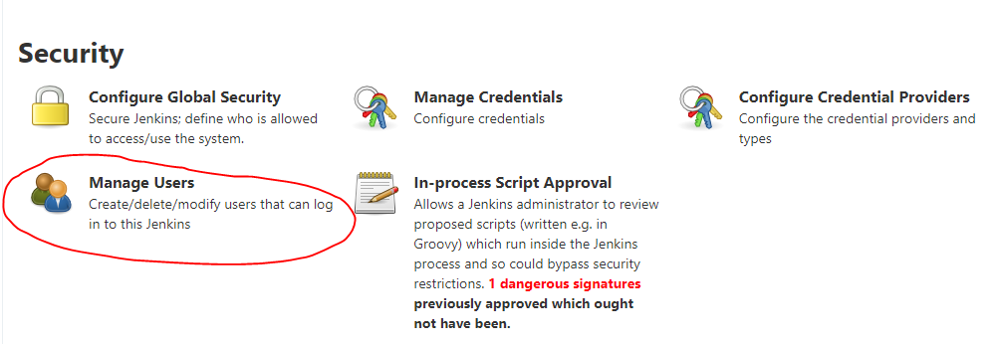 Security
Configure Global Security
Secure Jenkins; define who is allowed
to access/use the system.
Manage Credentials
Configure credentials
Configure Credential Providers
Configure the credential providers and
types
Manage Users
Create/delete/modify users that can log
in to this Jenkins
In-process Script Approval
Allows a Jenkins administrator to review
proposed scripts (written e.g. in
Groovy) which run inside the Jenkins
process and so could bypass security
restrictions. 1 dangerous signatures
previously approved which ought
not have been.